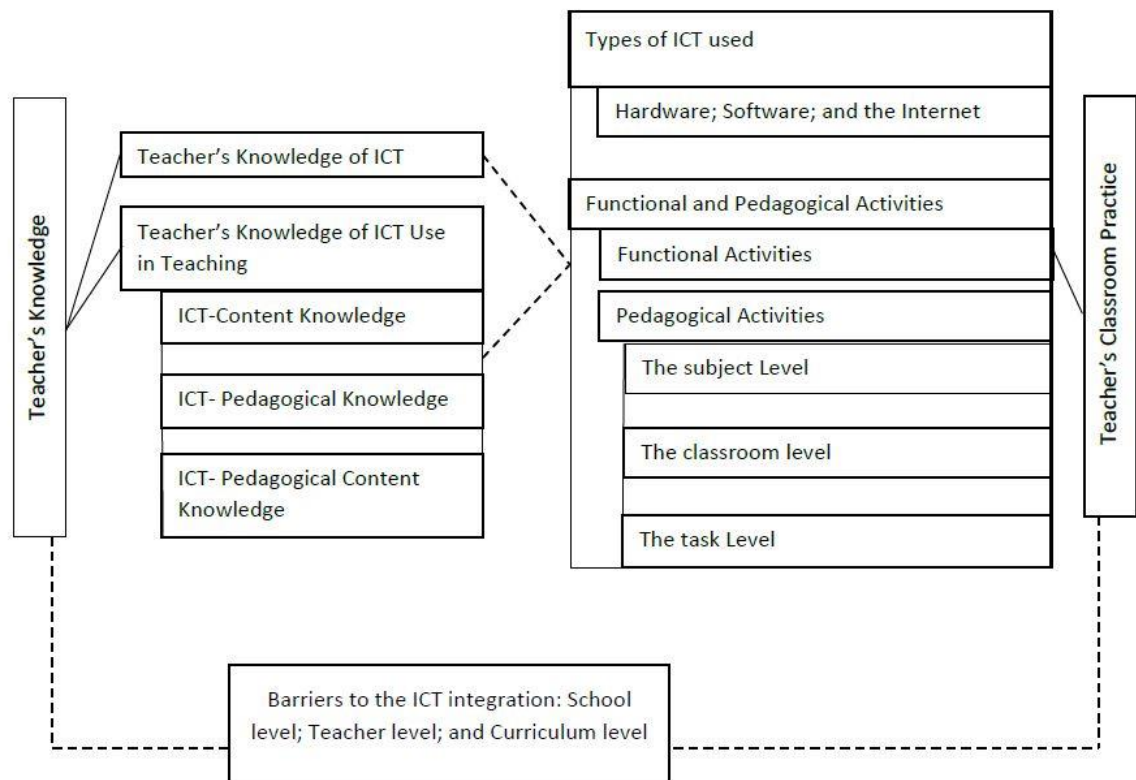 Teacher's Knowledge
Teacher's Knowledge of ICT
Teacher's Knowledge of ICT Use
in Teaching
ICT-Content Knowledge
ICT- Pedagogical Knowledge
ICT- Pedagogical Content
Knowledge
Types of ICT used
Hardware; Software; and the Internet
Functional and Pedagogical Activities
Functional Activities
Pedagogical Activities
The subject Level
The classroom level
The task Level
Teacher's Classroom Practice
Barriers to the ICT integration: School
level; Teacher level; and Curriculum level